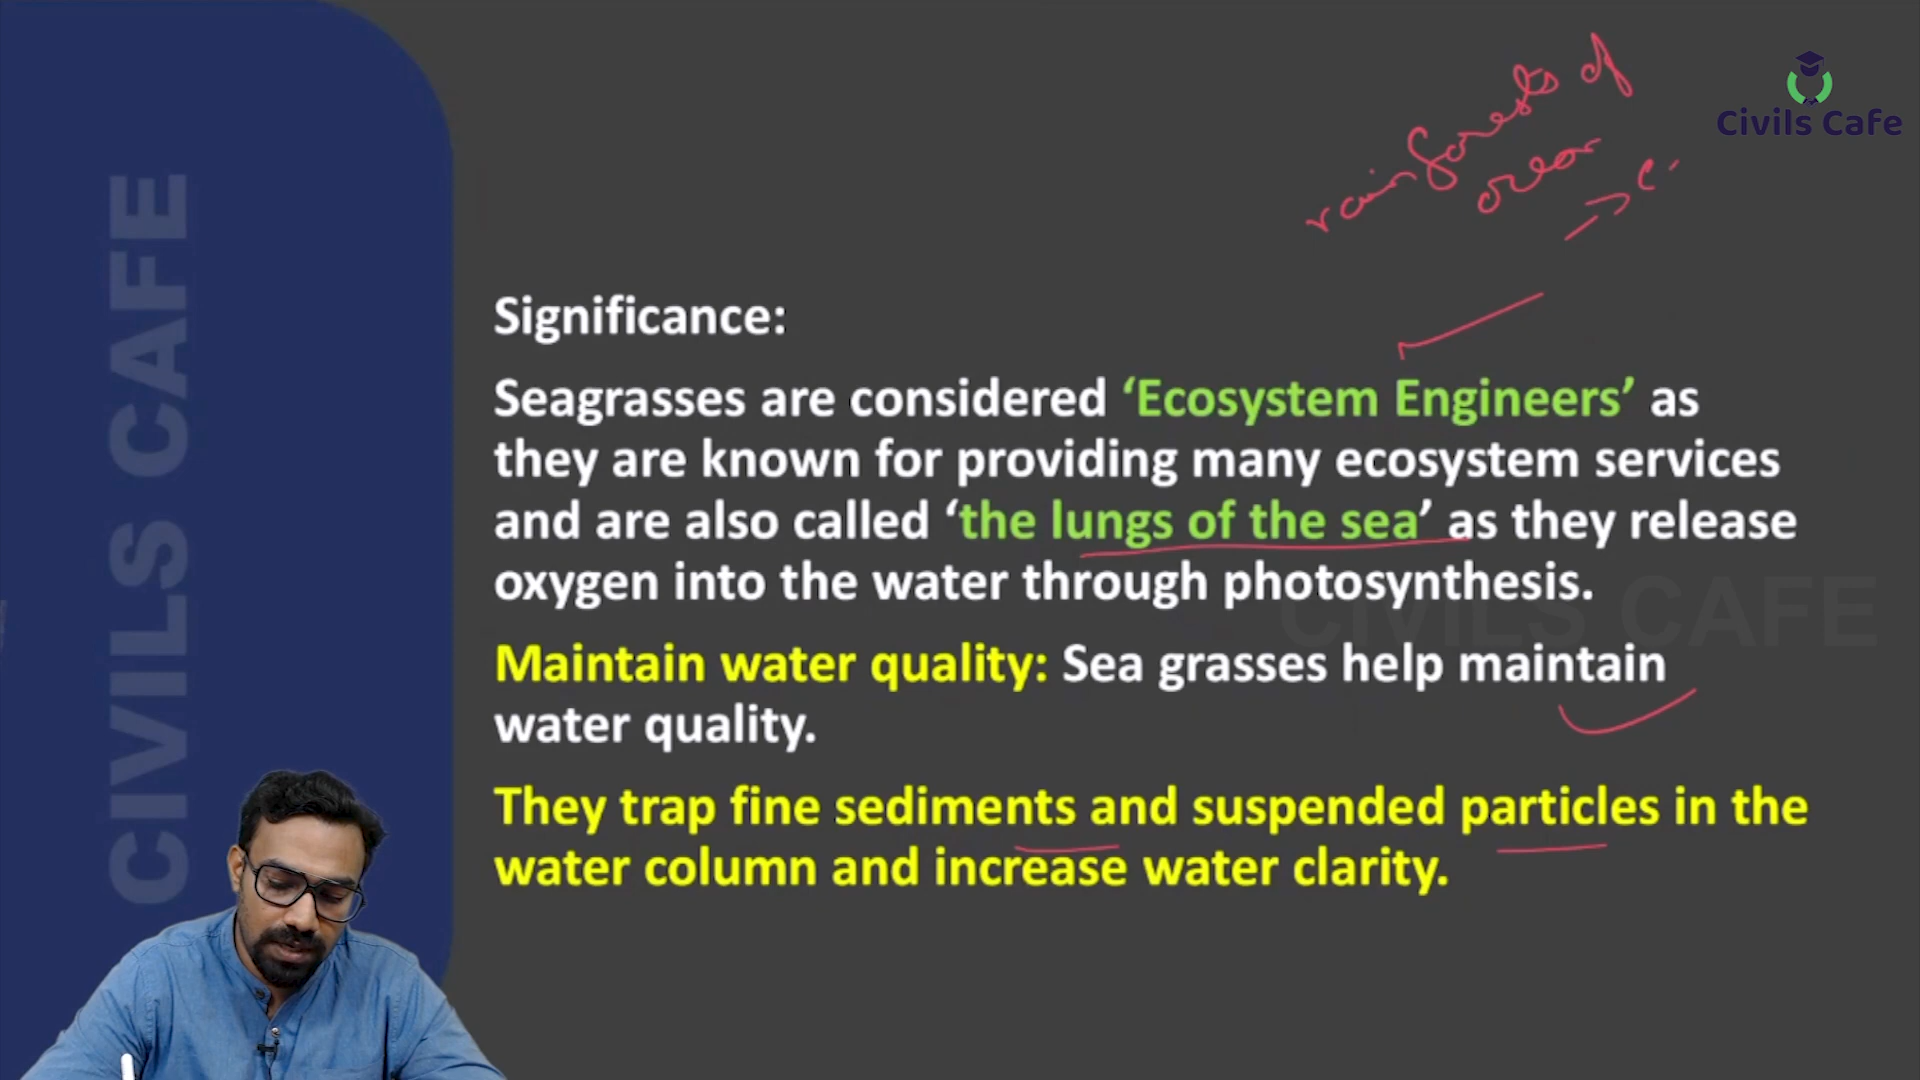 rainforests of
ocean
Civils Cafe
CIVILS CAFE
Significance:
Seagrasses are considered ‘Ecosystem Engineers’ as
they are known for providing many ecosystem services
and are also called ‘the lungs of the sea’ as they release
oxygen into the water through photosynthesis.
CIVILS CAFE
Maintain water quality: Sea grasses help maintain
water quality.
They trap fine sediments and suspended particles in the
water column and increase water clarity.